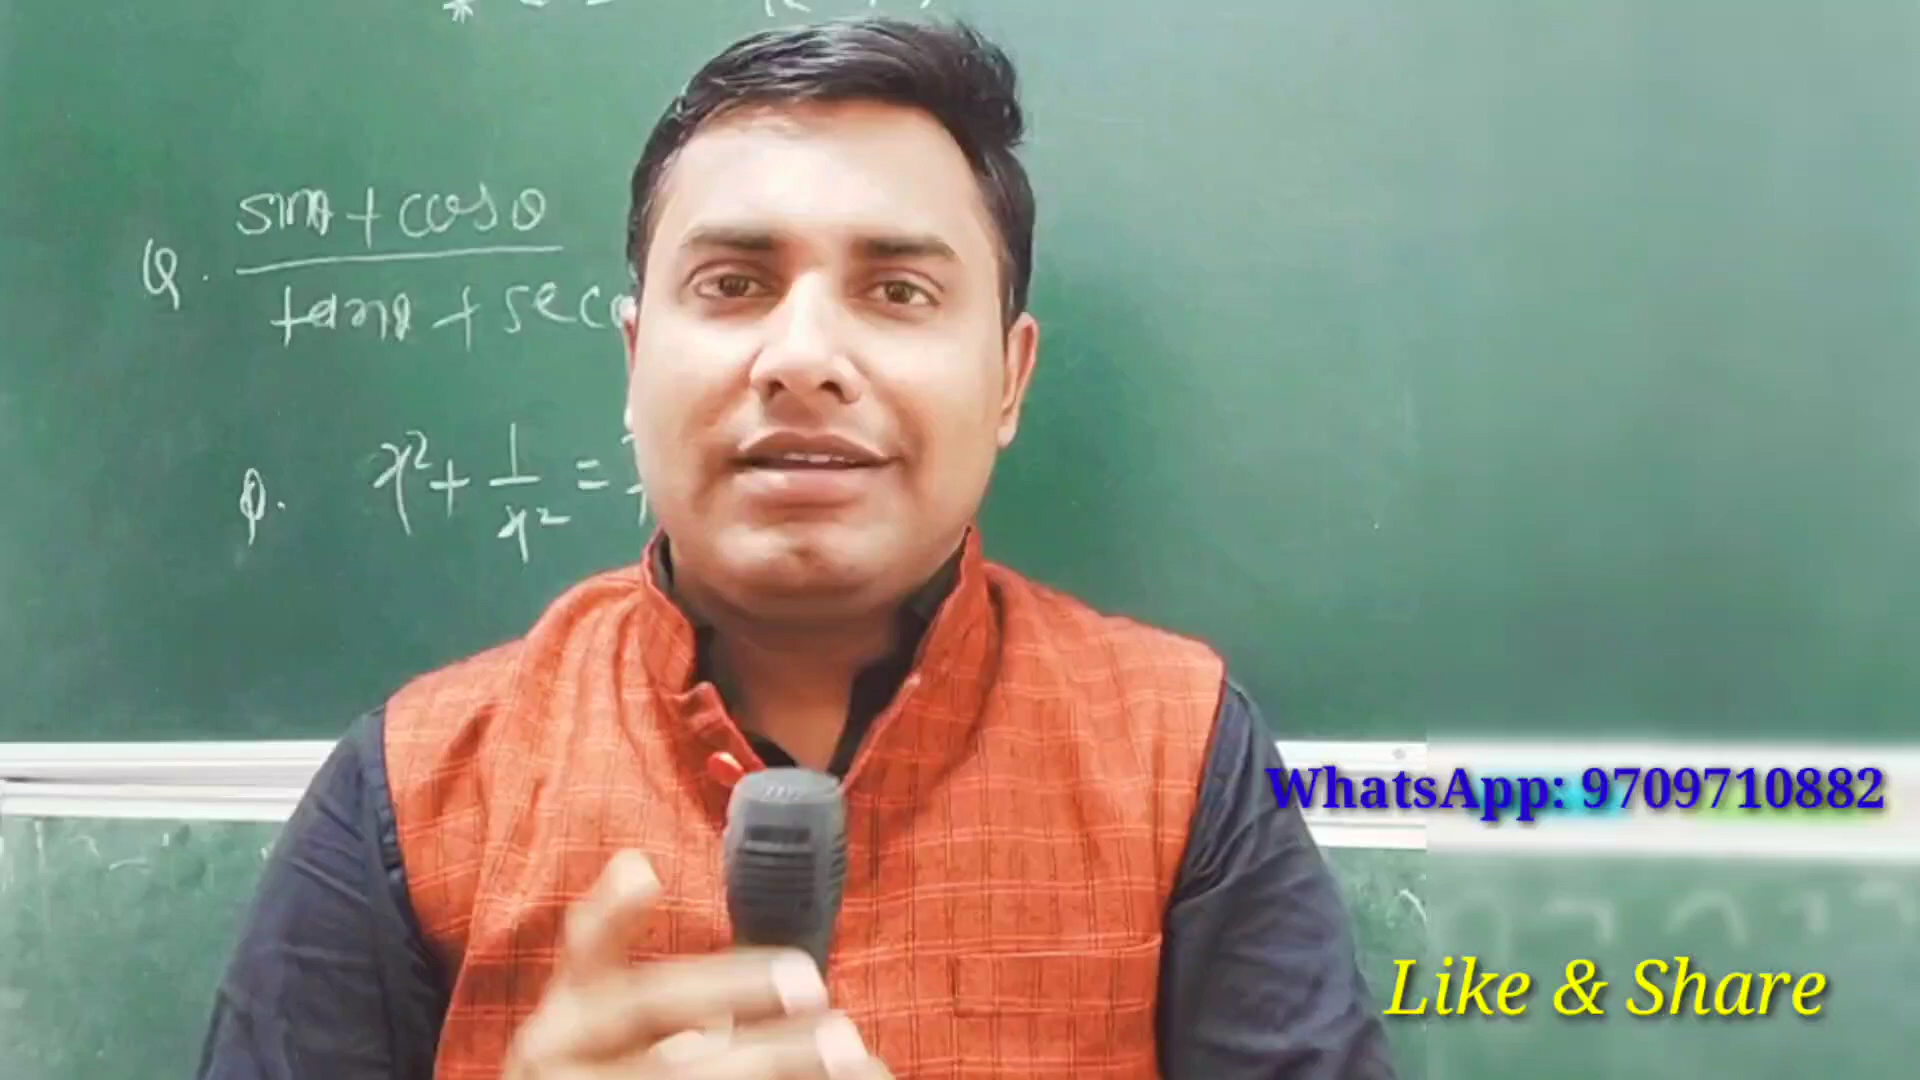 Q. sinθ + cosθ
tanθ + sec
Q. x² + 1/x² =
WhatsApp: 9709710882
Like & Share